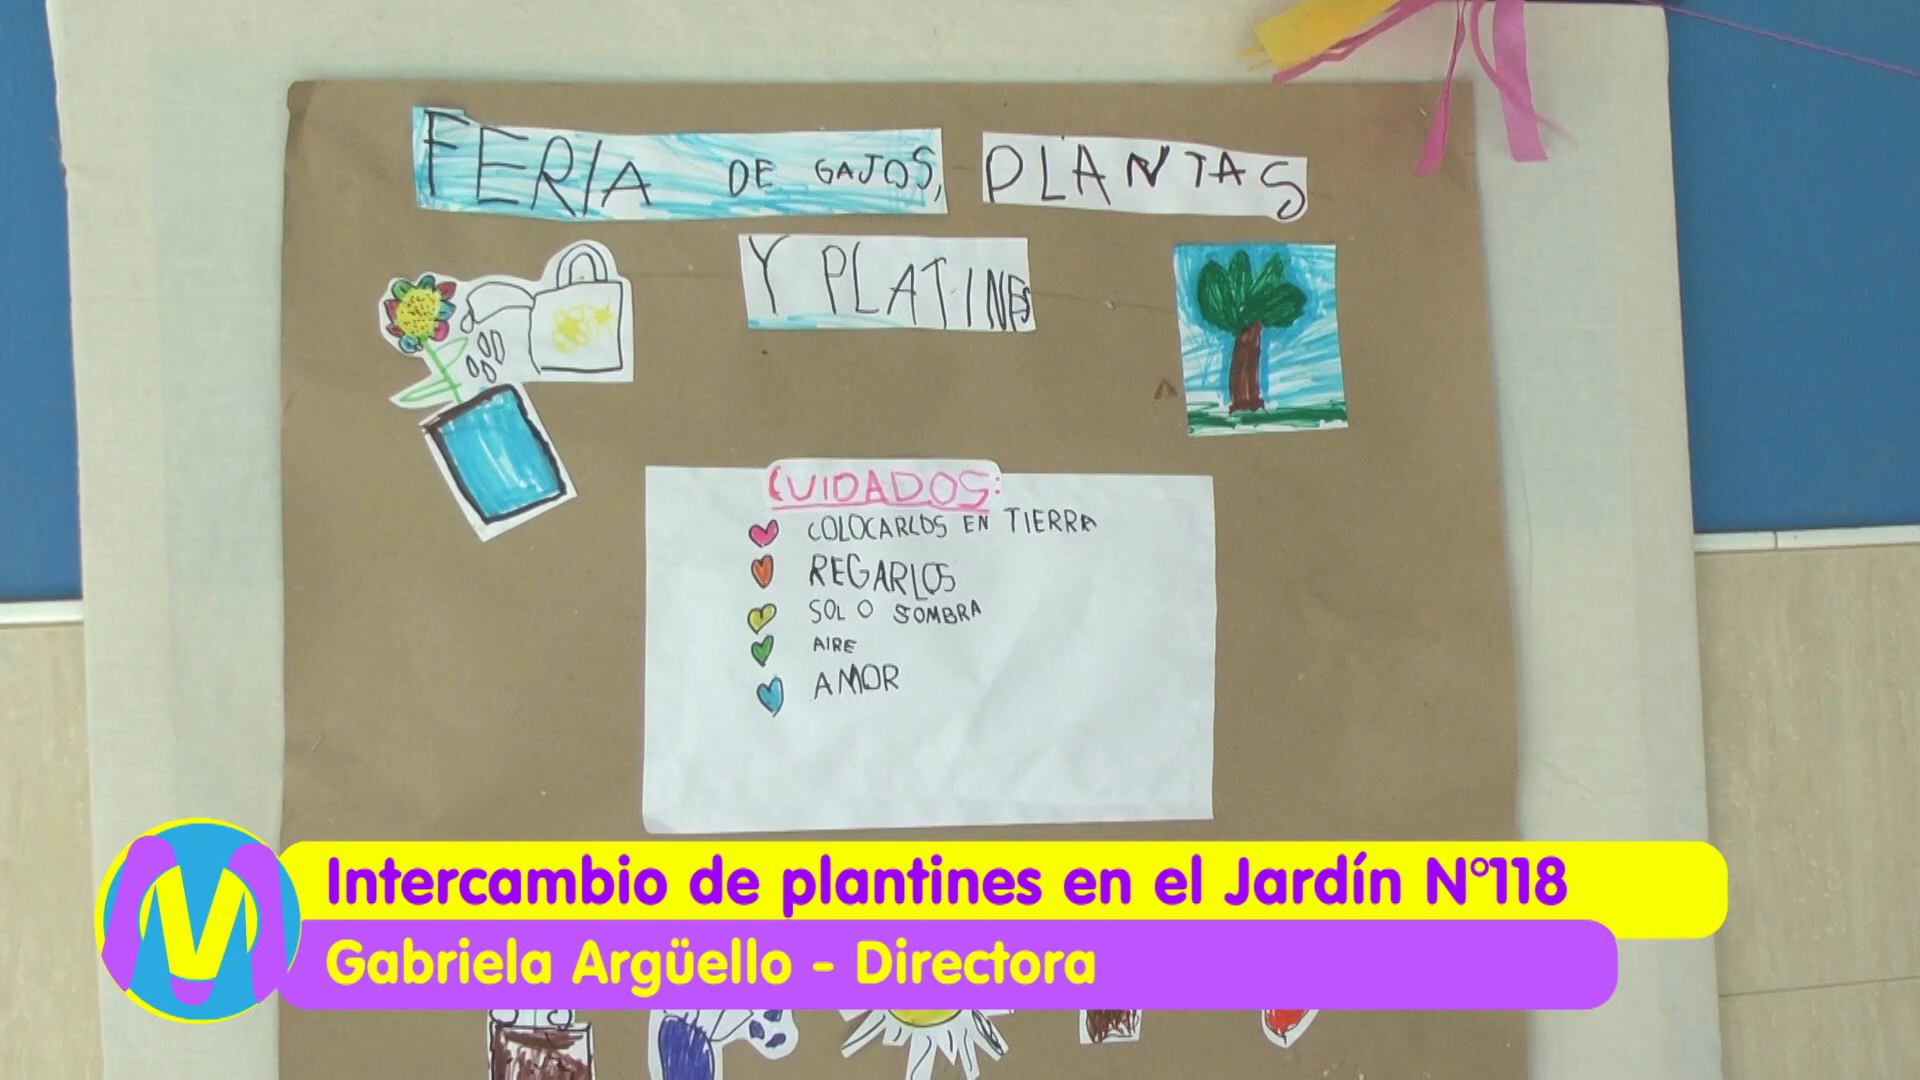 FERIA DE GAJOS, PLANTAS
Y PLATINES
CUIDADOS:
COLOCARLOS EN TIERRA
REGARLOS
SOL O SOMBRA
AIRE
AMOR
Intercambio de plantines en el Jardín N°118
Gabriela Argüello - Directora